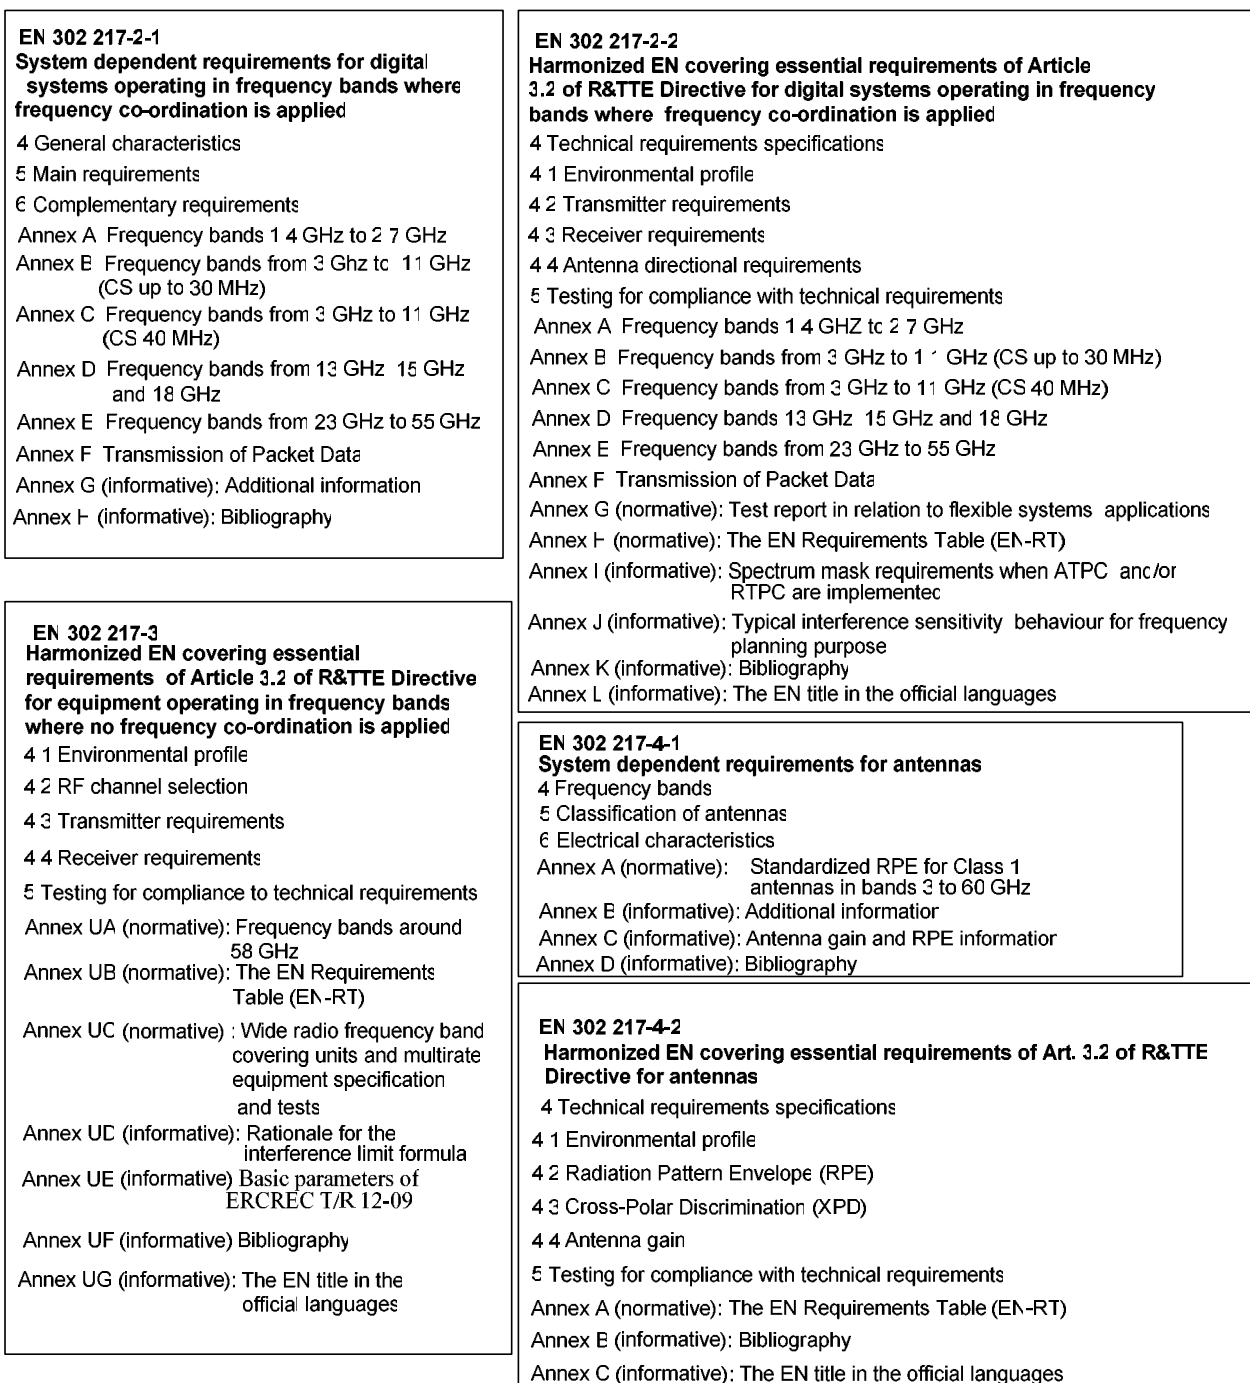 EN 302 217-2-1
System dependent requirements for digital
systems operating in frequency bands where
frequency co-ordination is applied
4 General characteristics
5 Main requirements
6 Complementary requirements
Annex A Frequency bands 1 4 GHz to 2 7 GHz
Annex B Frequency bands from 3 Ghz to 11 GHz
(CS up to 30 MHz)
Annex C Frequency bands from 3 GHz to 11 GHz
(CS 40 MHz)
Annex D Frequency bands from 13 GHz 15 GHz
and 18 GHz
Annex E Frequency bands from 23 GHz to 55 GHz
Annex F Transmission of Packet Data
Annex G (informative): Additional information
Annex H (informative): Bibliography
EN 302 217-3
Harmonized EN covering essential
requirements of Article 3.2 of R&TTE Directive
for equipment operating in frequency bands
where no frequency co-ordination is applied
4 1 Environmental profile
4 2 RF channel selection
4 3 Transmitter requirements
4 4 Receiver requirements
5 Testing for compliance to technical requirements
Annex UA (normative): Frequency bands around
58 GHz
Annex UB (normative): The EN Requirements
Table (EN-RT)
Annex UC (normative) : Wide radio frequency band
covering units and multirate
equipment specification
and tests
Annex UD (informative): Rationale for the
interference limit formula
Annex UE (informative) Basic parameters of
ERCREC T/R 12-09
Annex UF (informative) Bibliography
Annex UG (informative): The EN title in the
official languages
EN 302 217-2-2
Harmonized EN covering essential requirements of Article
3.2 of R&TTE Directive for digital systems operating in frequency
bands where frequency co-ordination is applied
4 Technical requirements specifications
4 1 Environmental profile
4 2 Transmitter requirements
4 3 Receiver requirements
4 4 Antenna directional requirements
5 Testing for compliance with technical requirements
Annex A Frequency bands 1 4 GHZ to 2 7 GHz
Annex B Frequency bands from 3 GHz to 1 1 GHz (CS up to 30 MHz)
Annex C Frequency bands from 3 GHz to 11 GHz (CS 40 MHz)
Annex D Frequency bands 13 GHz 15 GHz and 18 GHz
Annex E Frequency bands from 23 GHz to 55 GHz
Annex F Transmission of Packet Data
Annex G (normative): Test report in relation to flexible systems applications
Annex H (normative): The EN Requirements Table (EN-RT)
Annex I (informative): Spectrum mask requirements when ATPC and/or
RTPC are implemented
Annex J (informative): Typical interference sensitivity behaviour for frequency
planning purpose
Annex K (informative): Bibliography
Annex L (informative): The EN title in the official languages
EN 302 217-4-1
System dependent requirements for antennas
4 Frequency bands
5 Classification of antennas
6 Electrical characteristics
Annex A (normative): Standardized RPE for Class 1
antennas in bands 3 to 60 GHz
Annex B (informative): Additional information
Annex C (informative): Antenna gain and RPE information
Annex D (informative): Bibliography
EN 302 217-4-2
Harmonized EN covering essential requirements of Art. 3.2 of R&TTE
Directive for antennas
4 Technical requirements specifications
4 1 Environmental profile
4 2 Radiation Pattern Envelope (RPE)
4 3 Cross-Polar Discrimination (XPD)
4 4 Antenna gain
5 Testing for compliance with technical requirements
Annex A (normative): The EN Requirements Table (EN-RT)
Annex B (informative): Bibliography
Annex C (informative): The EN title in the official languages